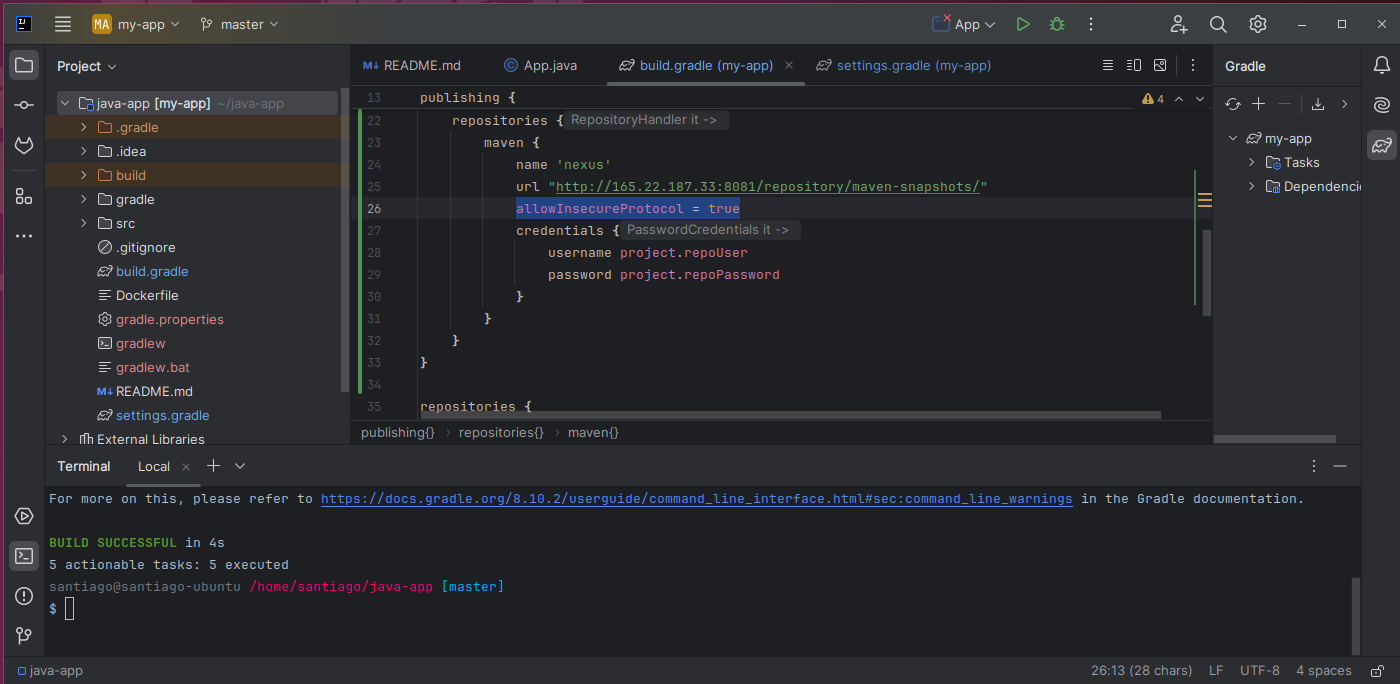 MA my-app master App
Project
java-app [my-app] ~/java-app
.gradle
.idea
build
gradle
src
.gitignore
build.gradle
Dockerfile
gradle.properties
gradlew
gradlew.bat
M↓ README.md
settings.gradle
External Libraries
M↓ README.md App.java build.gradle (my-app) settings.gradle (my-app)
13 publishing { 4
22 repositories { RepositoryHandler it ->
23 maven {
24 name 'nexus'
25 url "http://165.22.187.33:8081/repository/maven-snapshots/"
26 allowInsecureProtocol = true
27 credentials { PasswordCredentials it ->
28 username project.repoUser
29 password project.repoPassword
30 }
31 }
32 }
33 }
34
35 repositories {
publishing{} › repositories{} › maven{}
Gradle
my-app
Tasks
Terminal Local
For more on this, please refer to https://docs.gradle.org/8.10.2/userguide/command_line_interface.html#sec:command_line_warnings in the Gradle documentation.
BUILD SUCCESSFUL in 4s
5 actionable tasks: 5 executed
santiago@santiago-ubuntu /home/santiago/java-app [master]
$
java-app 26:13 (28 chars) LF UTF-8 4 spaces